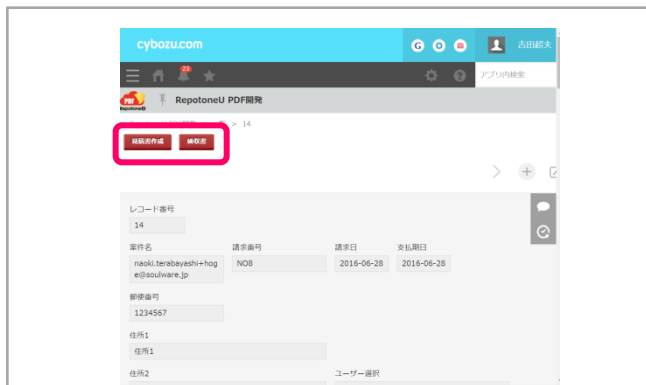 cybozu.com
G
O
吉田超夫
23
アプリ内検索
PDF
RepotoneU
RepotoneU PDF開発
> 14
見積書作成
検収書
レコード番号
14
案件名
請求番号
請求日
支払期日
naoki.terabayashi+hog
e@soulware.jp
NO8
2016-06-28
2016-06-28
郵便番号
1234567
住所1
住所1
住所2
ユーザー選択